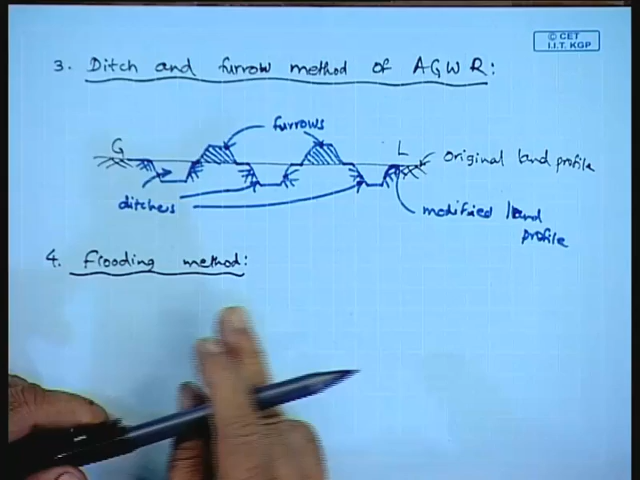 © CET
I.I.T. KGP
3. Ditch and furrow method of AGWR:
furrows
G
L
original land profile
ditches
modified land
profile
4. Flooding method: